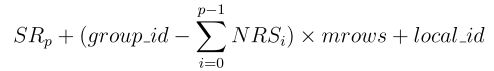 $SR_p + (group\_id - \sum_{i=0}^{p-1} NRS_i) \times mrows + local\_id$